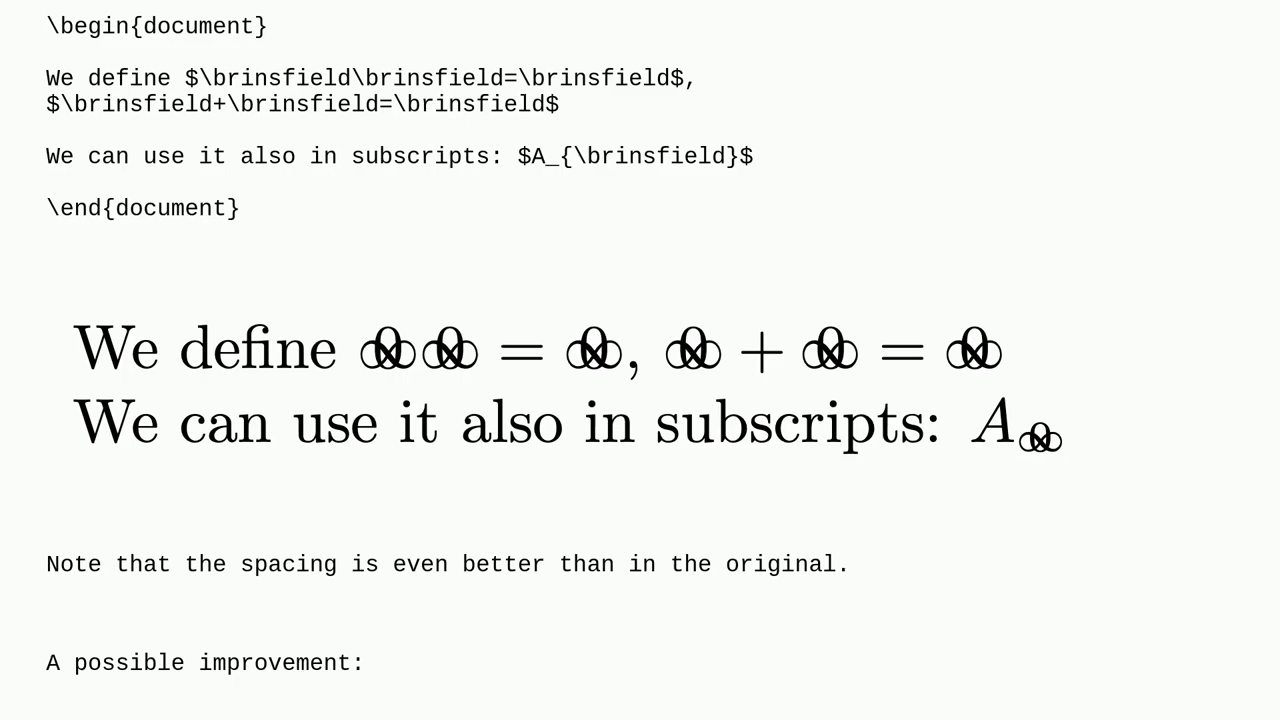 \begin{document}
We define $\brinsfield\brinsfield=\brinsfield$,
$\brinsfield+\brinsfield=\brinsfield$
We can use it also in subscripts: $A_{\brinsfield}$
\end{document}
We define = , + =
We can use it also in subscripts: A
Note that the spacing is even better than in the original.
A possible improvement: